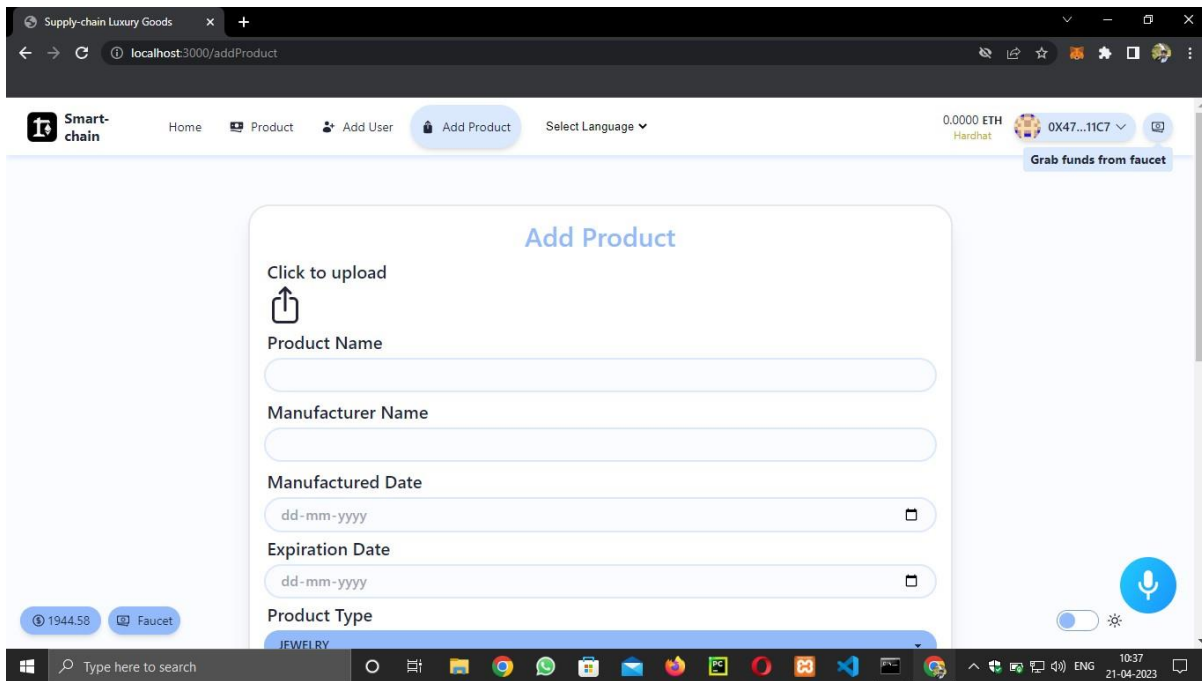 Supply-chain Luxury Goods
localhost:3000/addProduct
Smart-
chain
Home
Product
Add User
Add Product
Select Language
0.0000 ETH
Hardhat
0X47...11C7
Grab funds from faucet
Add Product
Click to upload
Product Name
Manufacturer Name
Manufactured Date
dd-mm-yyyy
Expiration Date
dd-mm-yyyy
Product Type
JEWELRY
1944.58
Faucet
Type here to search
PC
ENG
10:37
21-04-2023